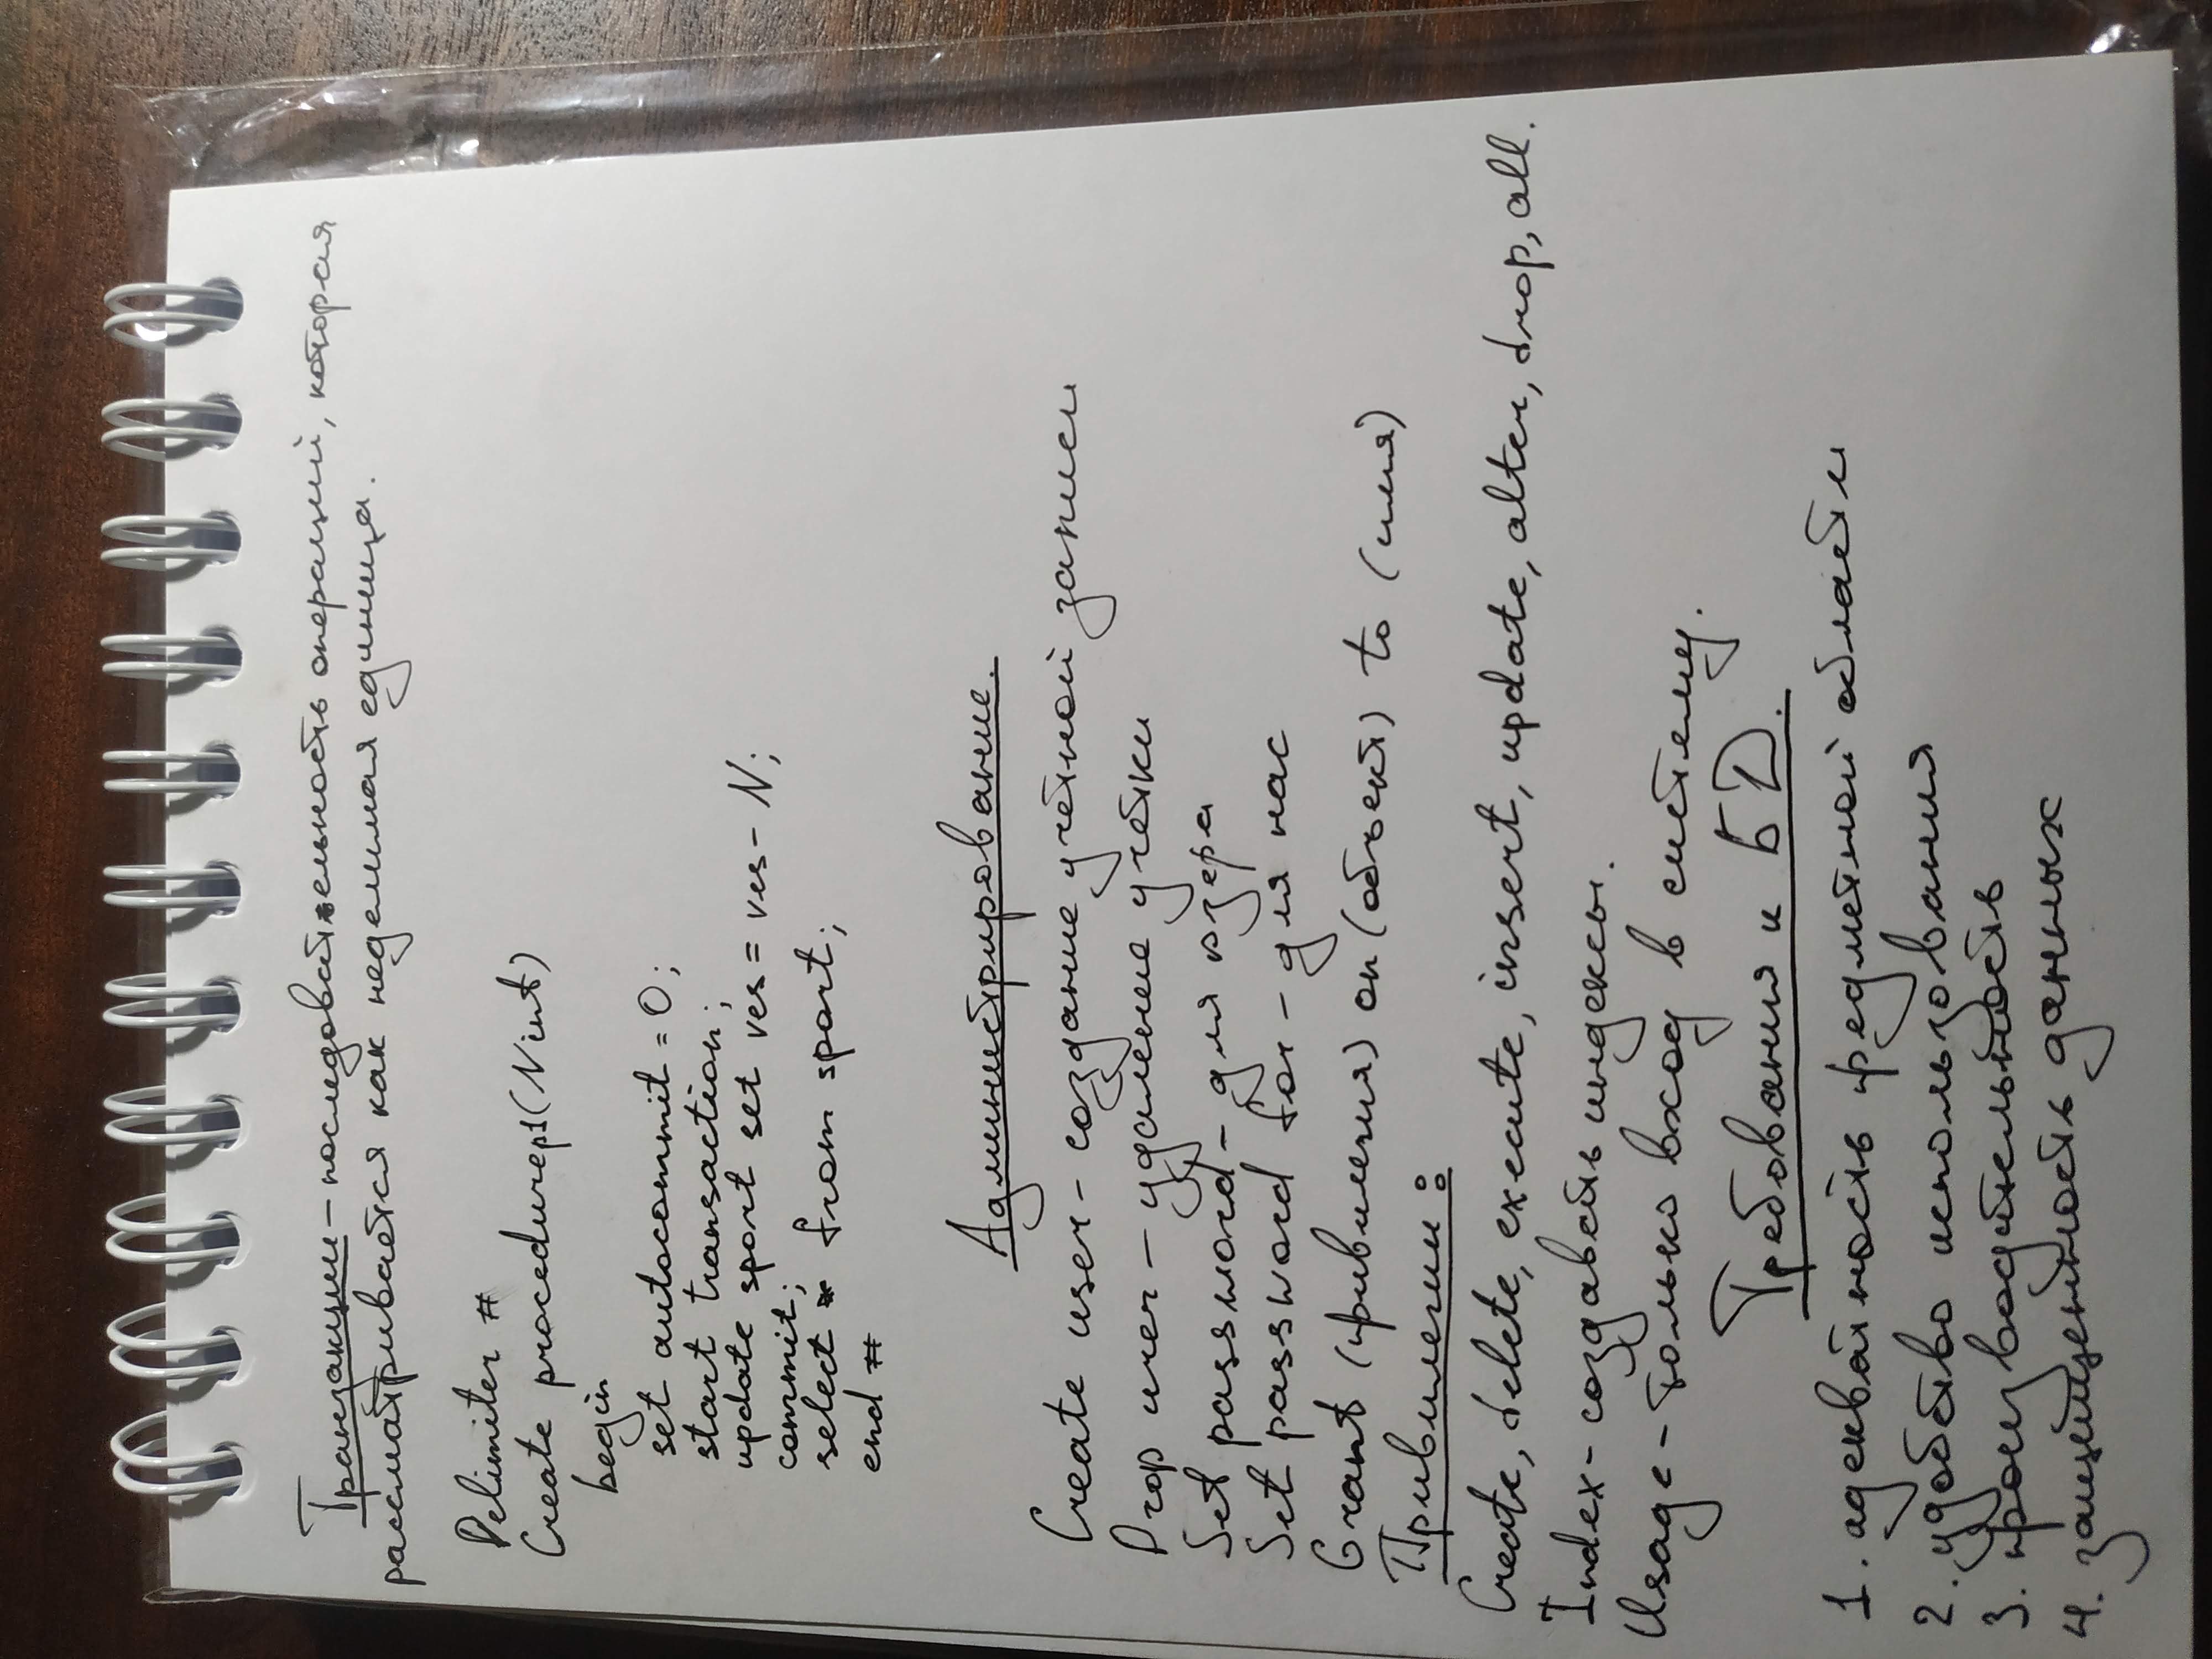 Транзакции – последовательность операций, которая
рассматривается как неделимая единица.
Delimiter #
Create procedure p1(N int)
begin
set autocommit = 0;
start transaction;
update sport set ves = ves - N;
commit;
select * from sport;
end #
Администрирование.
Create user - создание учётной записи
Drop user – удаление учётки
Set password - для юзера
Set password for - для нас
Grant (привилегия) on (объект) to (имя)
Привилегии:
Create, delete, execute, insert, update, alter, drop, all.
Index - создавать индексы.
Usage - только вход в систему.
Требования к БД.
1. адекватность предметной области
2. удобство использования
3. производительность
4. защищенность данных